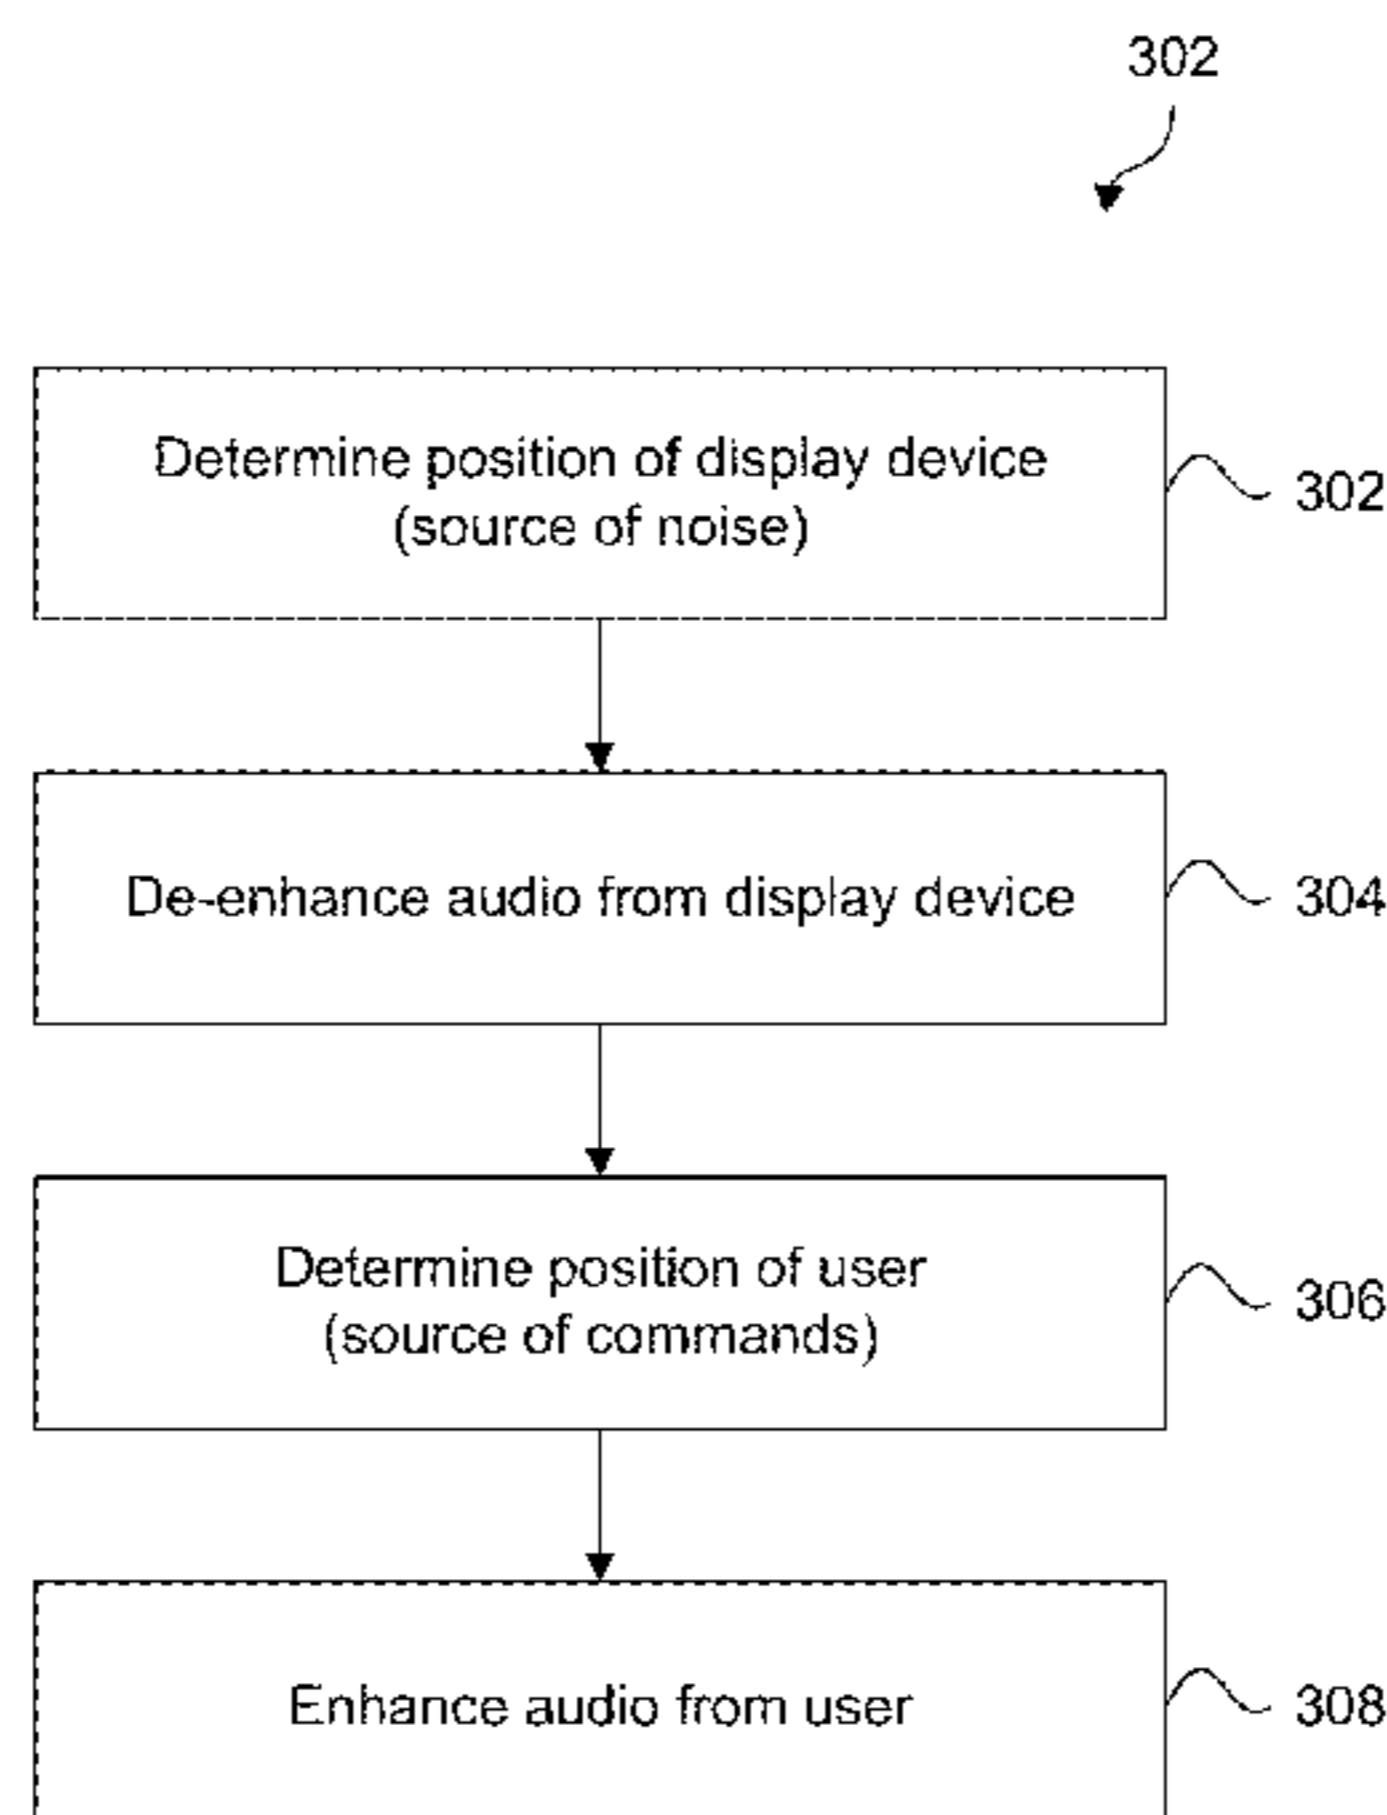 302
Determine position of display device
(source of noise)
302
De-enhance audio from display device
304
Determine position of user
(source of commands)
306
Enhance audio from user
308